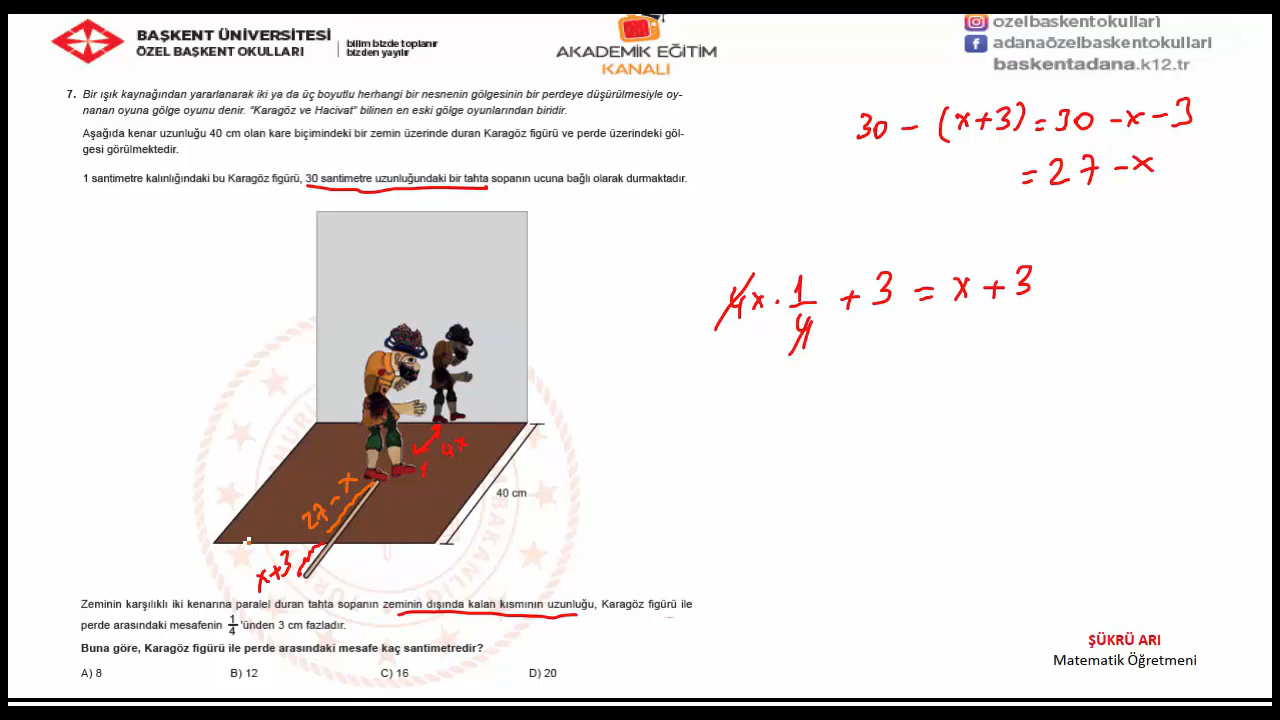 BAŞKENT ÜNİVERSİTESİ
ÖZEL BAŞKENT OKULLARI
bilim bizde toplanır
bizden yayılır
AKADEMİK EĞİTİM
KANALI
ozelbaskentokullari
adanaözelbaskentokullari
baskentadana.k12.tr
7. Bir ışık kaynağından yararlanarak iki ya da üç boyutlu herhangi bir nesnenin gölgesinin bir perdeye düşürülmesiyle oy-
nanan oyuna gölge oyunu denir. "Karagöz ve Hacivat" bilinen en eski gölge oyunlarından biridir.
Aşağıda kenar uzunluğu 40 cm olan kare biçimindeki bir zemin üzerinde duran Karagöz figürü ve perde üzerindeki göl-
gesi görülmektedir.
1 santimetre kalınlığındaki bu Karagöz figürü, 30 santimetre uzunluğundaki bir tahta sopanın ucuna bağlı olarak durmaktadır.
30 - (x+3) = 30 - x - 3
= 27 - x
4x . 1/4 + 3 = x + 3
4x
1
27 - x
40 cm
x+3
Zeminin karşılıklı iki kenarına paralel duran tahta sopanın zeminin dışında kalan kısmının uzunluğu, Karagöz figürü ile
perde arasındaki mesafenin 1/4 'ünden 3 cm fazladır.
Buna göre, Karagöz figürü ile perde arasındaki mesafe kaç santimetredir?
A) 8 B) 12 C) 16 D) 20
ŞÜKRÜ ARI
Matematik Öğretmeni